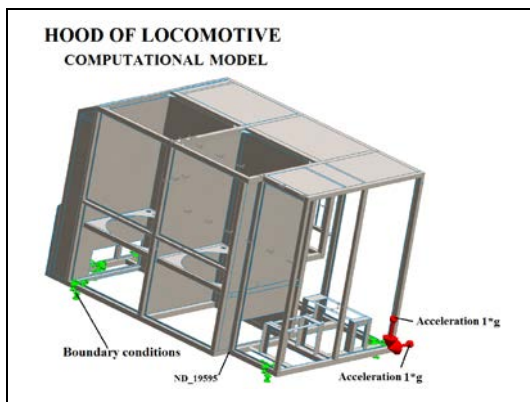 HOOD OF LOCOMOTIVE
COMPUTATIONAL MODEL
Acceleration 1*g
Boundary conditions
ND_19595
Acceleration 1*g